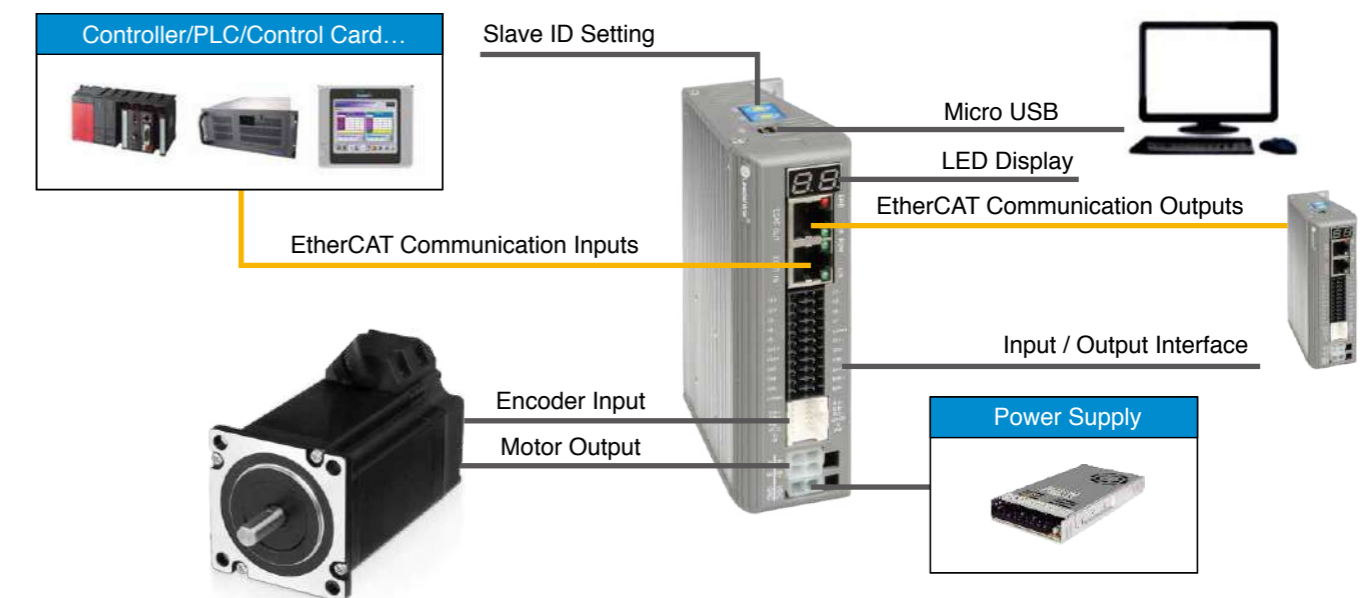 Controller/PLC/Control Card…
Slave ID Setting
Micro USB
LED Display
EtherCAT Communication Outputs
EtherCAT Communication Inputs
Input / Output Interface
Encoder Input
Motor Output
Power Supply